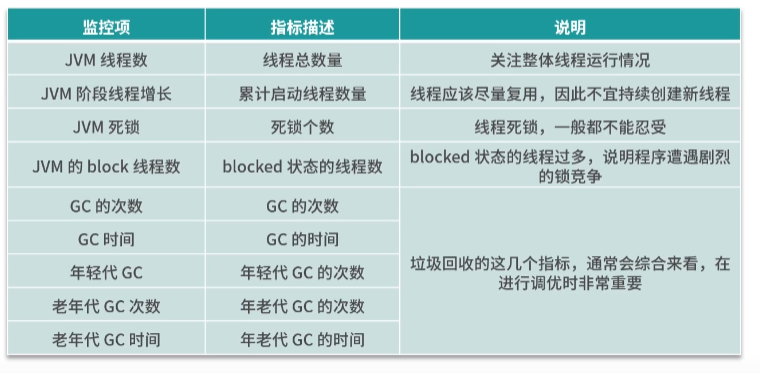 监控项 指标描述 说明
JVM 线程数 线程总数量 关注整体线程运行情况
JVM 阶段线程增长 累计启动线程数量 线程应该尽量复用，因此不宜持续创建新线程
JVM 死锁 死锁个数 线程死锁，一般都不能忍受
JVM 的 block 线程数 blocked 状态的线程数 blocked 状态的线程过多，说明程序遭遇剧烈
的锁竞争
GC 的次数 GC 的次数
GC 时间 GC 的时间
年轻代 GC 年轻代 GC 的次数
垃圾回收的这几个指标，通常会综合来看，在
进行调优时非常重要
老年代 GC 次数 年老代 GC 的次数
老年代 GC 时间 年老代 GC 的时间